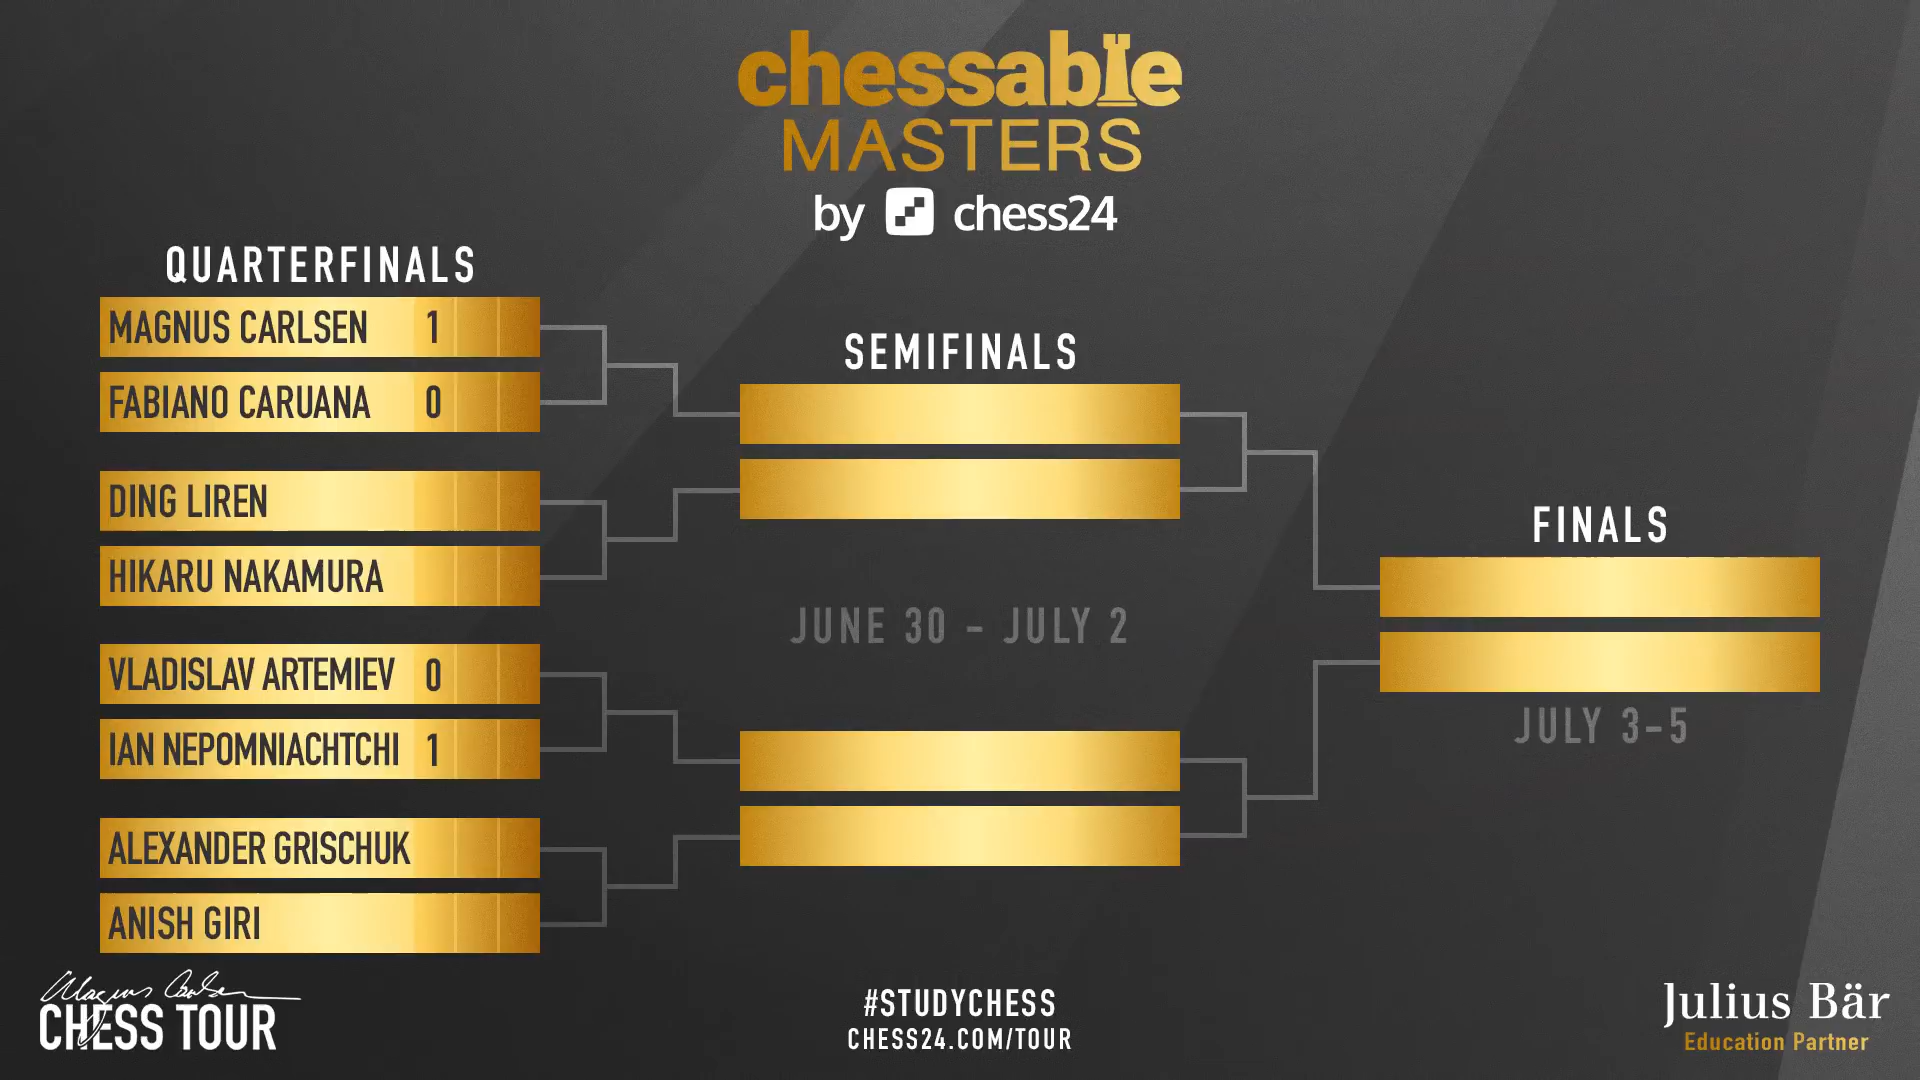 chessable
MASTERS
by chess24
QUARTERFINALS
MAGNUS CARLSEN 1
FABIANO CARUANA 0
DING LIREN
HIKARU NAKAMURA
VLADISLAV ARTEMIEV 0
IAN NEPOMNIACHTCHI 1
ALEXANDER GRISCHUK
ANISH GIRI
SEMIFINALS
JUNE 30 - JULY 2
FINALS
JULY 3-5
Magnus Carlsen
CHESS TOUR
#STUDYCHESS
CHESS24.COM/TOUR
Julius Bär
Education Partner